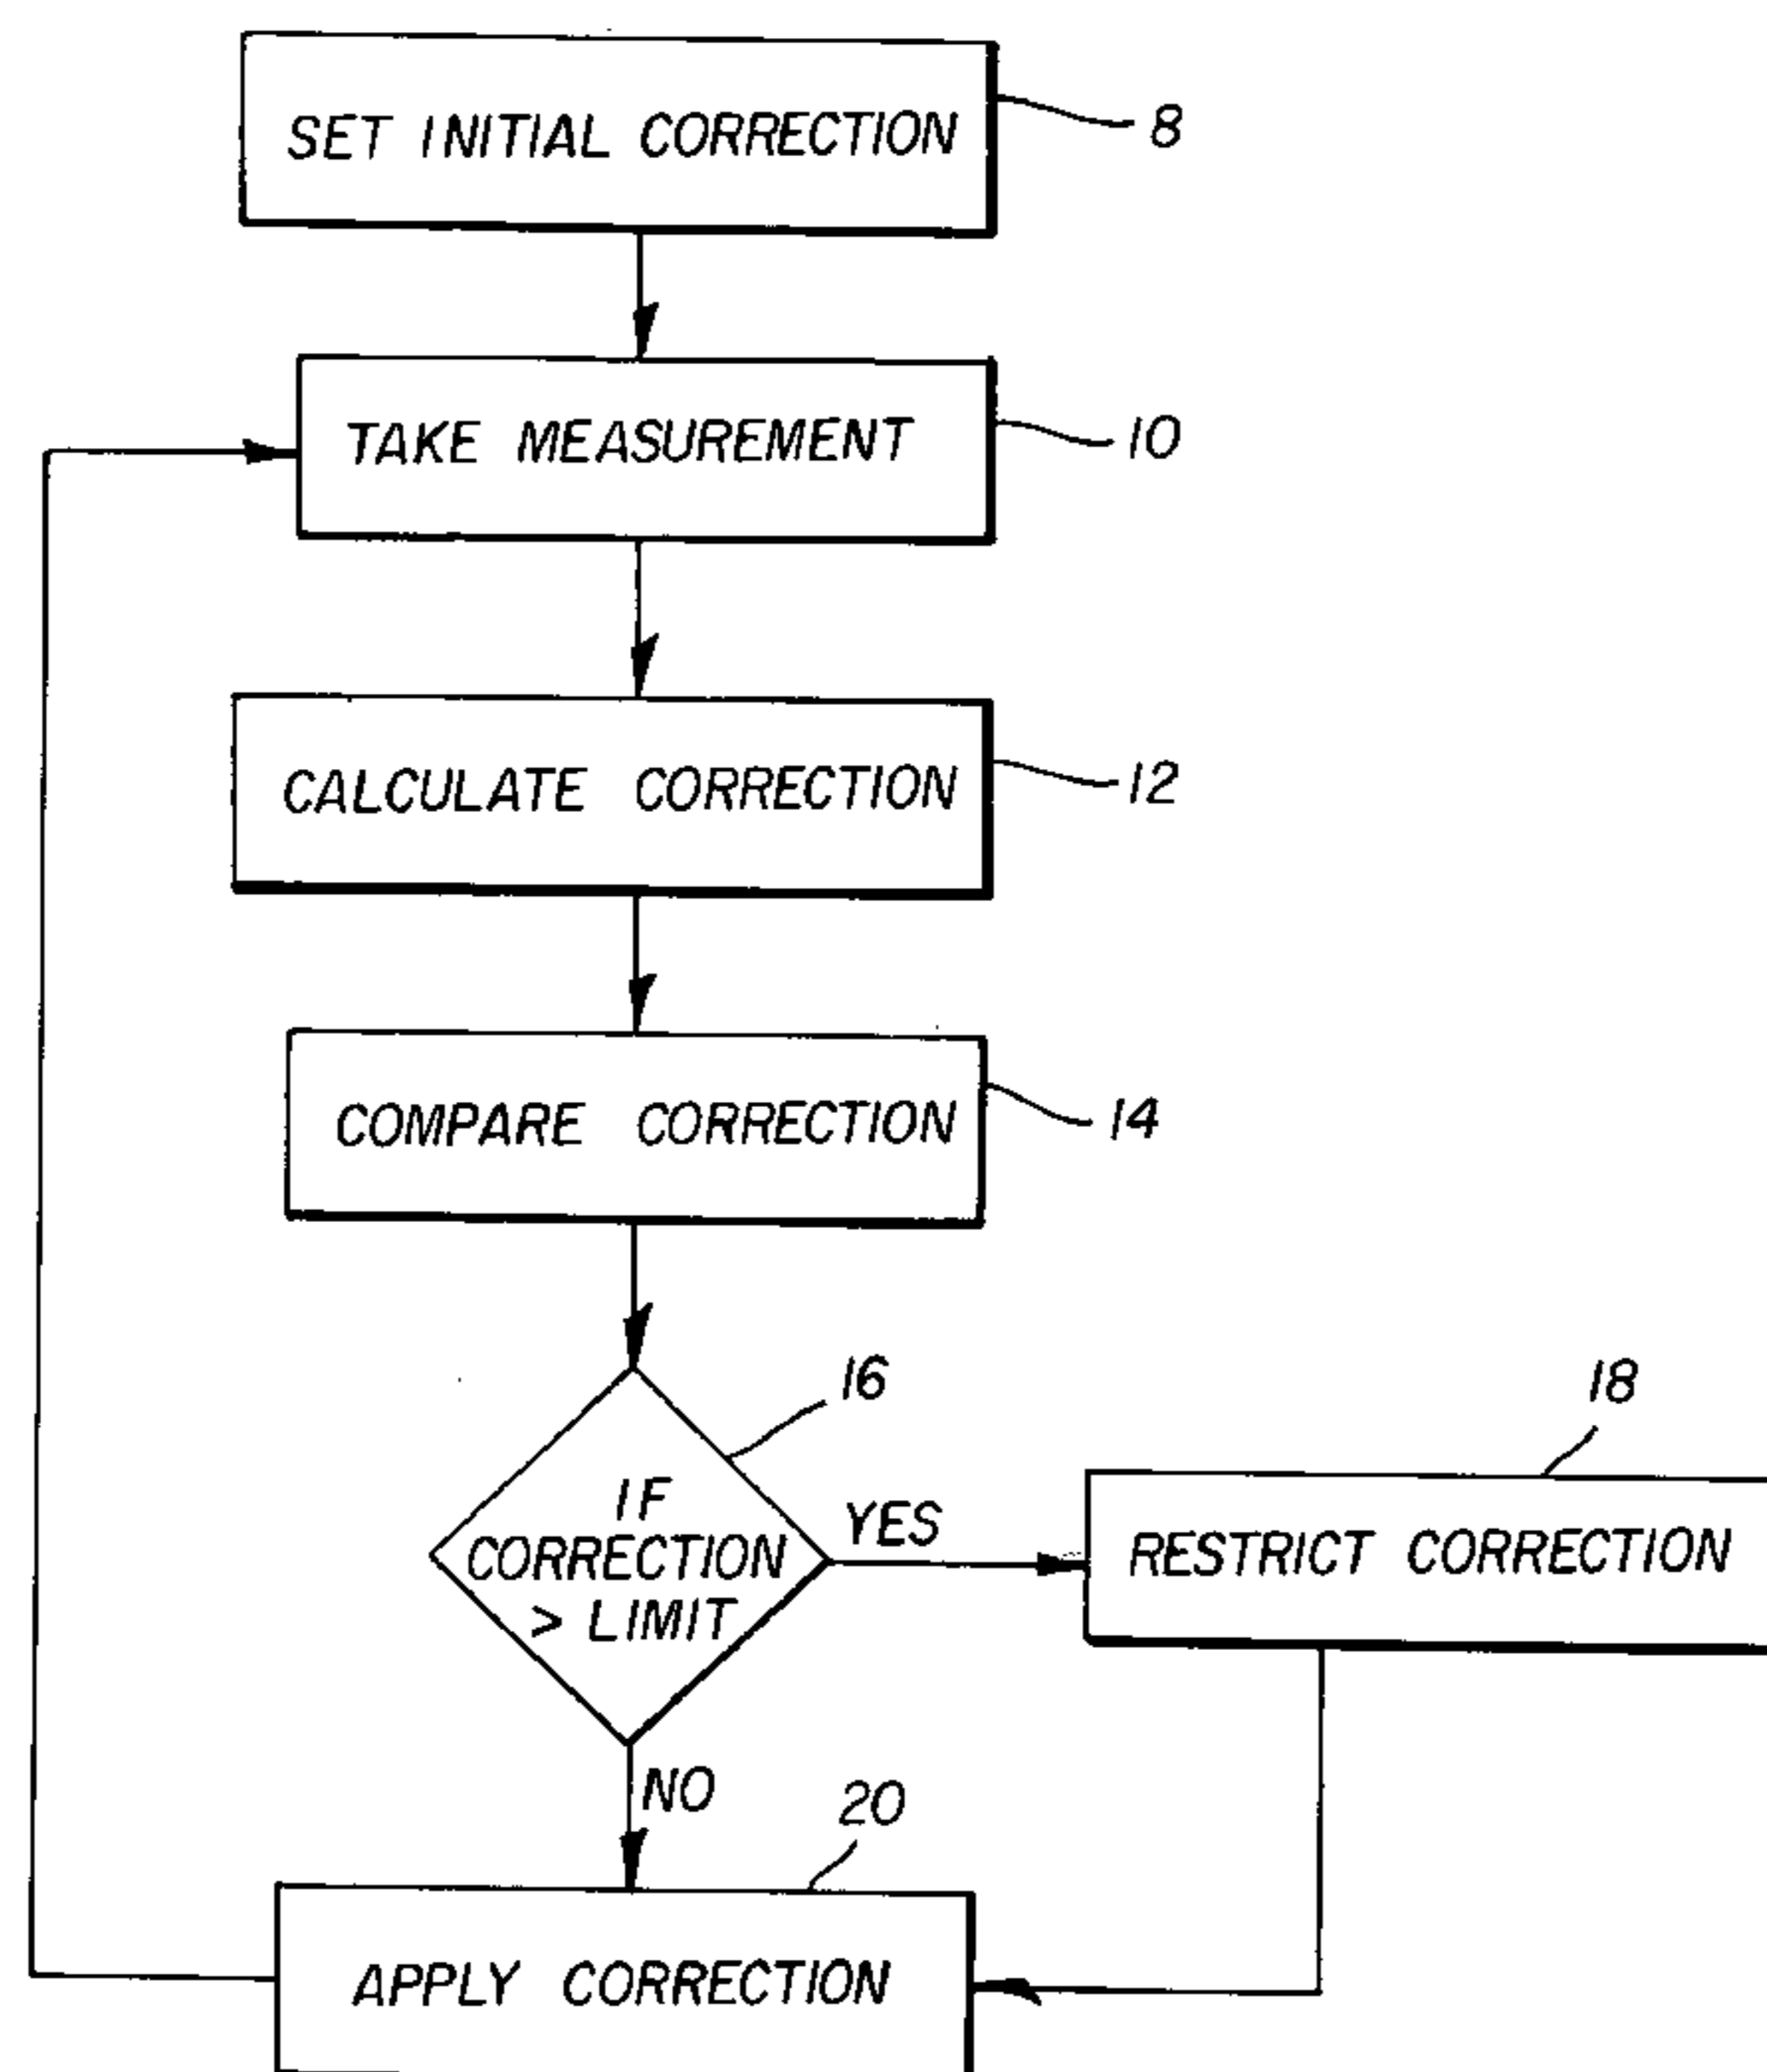 SET INITIAL CORRECTION
8
TAKE MEASUREMENT
10
CALCULATE CORRECTION
12
COMPARE CORRECTION
14
16
IF
CORRECTION
> LIMIT
YES
18
RESTRICT CORRECTION
NO
20
APPLY CORRECTION